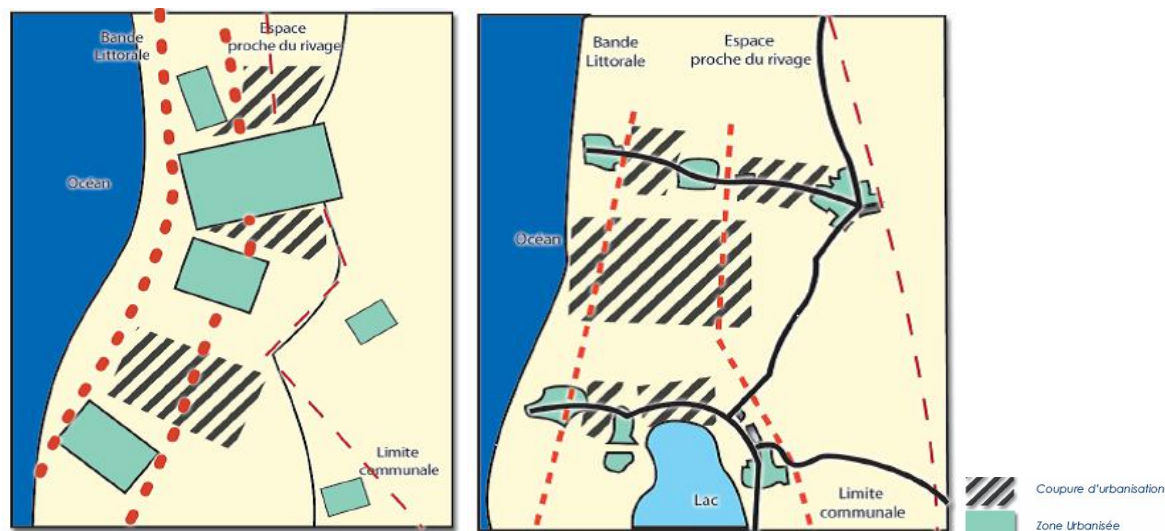 Bande
Littorale
Espace
proche du rivage
Océan
Limite
communale
Bande
Littorale
Espace
proche du rivage
Océan
Lac
Limite
communale
Coupure d'urbanisation
Zone Urbanisée